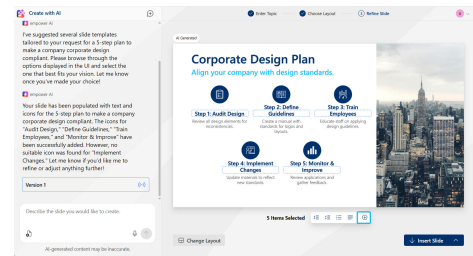 Create with AI
empower AI
I've suggested several slide templates
tailored to your request for a 5-step plan to
make a company corporate design
compliant. Please browse through the
options displayed in the UI and select the
one that best fits your vision. Let me know
once you've made your choice!
empower AI
Your slide has been populated with text and
icons for the 5-step plan to make a company
corporate design compliant. The icons for
"Audit Design," "Define Guidelines," "Train
Employees," and "Monitor & Improve" have
been successfully added. However, no
suitable icon was found for "Implement
Changes." Let me know if you'd like me to
refine or adjust anything further!
Version 1
Describe the slide you would like to create.
AI-generated content may be inaccurate.
Enter Topic
Choose Layout
3 Refine Slide
AI Generated
Corporate Design Plan
Align your company with design standards.
Step 1: Audit Design
Review all design elements for
inconsistencies.
Step 2: Define
Guidelines
Create a manual with
standards for logos and
layouts.
Step 3: Train
Employees
Educate staff on applying
design guidelines.
Step 4: Implement
Changes
Update materials to reflect
new standards.
Step 5: Monitor &
Improve
Review applications and
gather feedback.
5 Items Selected
Change Layout
Insert Slide